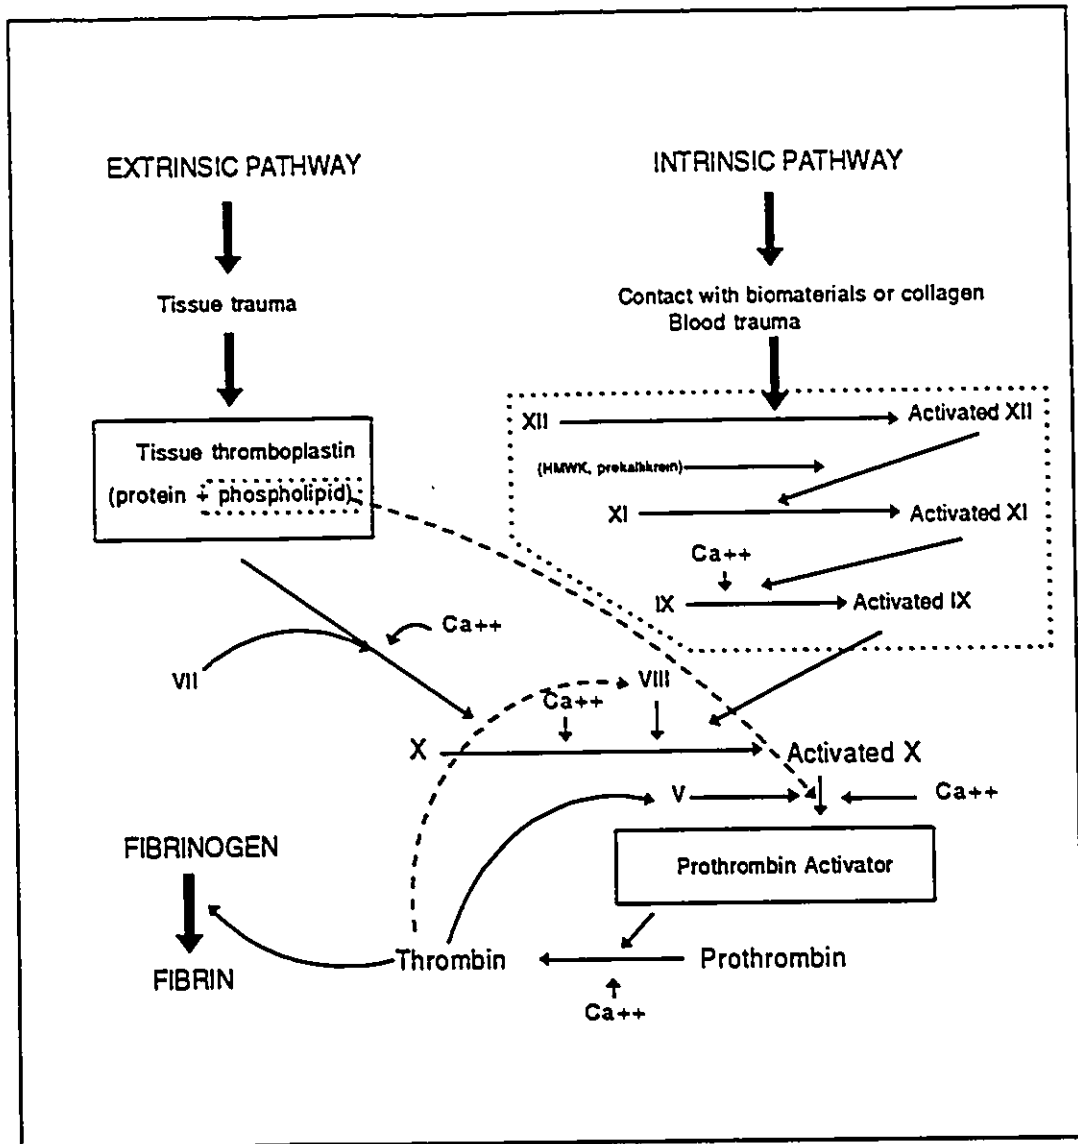 EXTRINSIC PATHWAY
INTRINSIC PATHWAY
Tissue trauma
Contact with biomaterials or collagen
Blood trauma
XII
Activated XII
Tissue thromboplastin
(protein + phospholipid)
(HMWK, prekalikrein)
XI
Activated XI
Ca++
IX
Activated IX
Ca++
VII
VIII
Ca++
X
Activated X
V
Ca++
FIBRINOGEN
Prothrombin Activator
Thrombin
Prothrombin
FIBRIN
Ca++